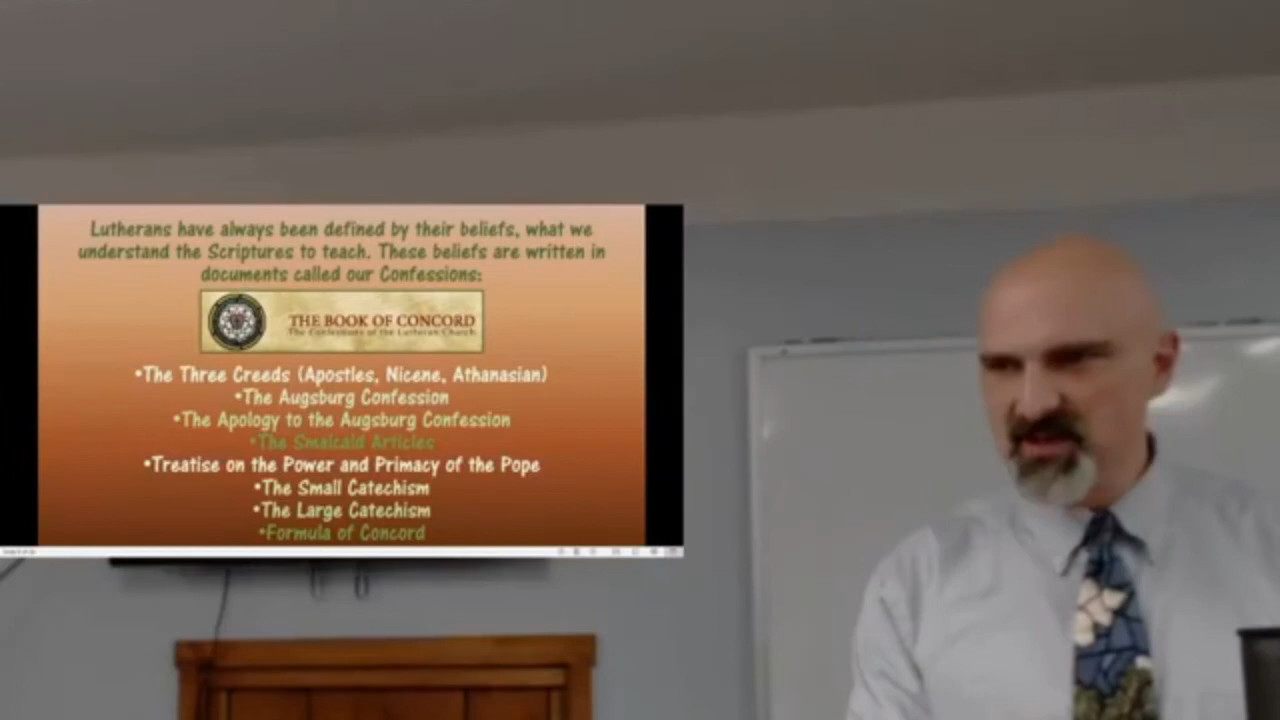 Lutherans have always been defined by their beliefs, what we
understand the Scriptures to teach. These beliefs are written in
documents called our Confessions:
THE BOOK OF CONCORD
The Confessions of the Lutheran Church
•The Three Creeds (Apostles, Nicene, Athanasian)
•The Augsburg Confession
•The Apology to the Augsburg Confession
•The Smalcald Articles
•Treatise on the Power and Primacy of the Pope
•The Small Catechism
•The Large Catechism
•Formula of Concord